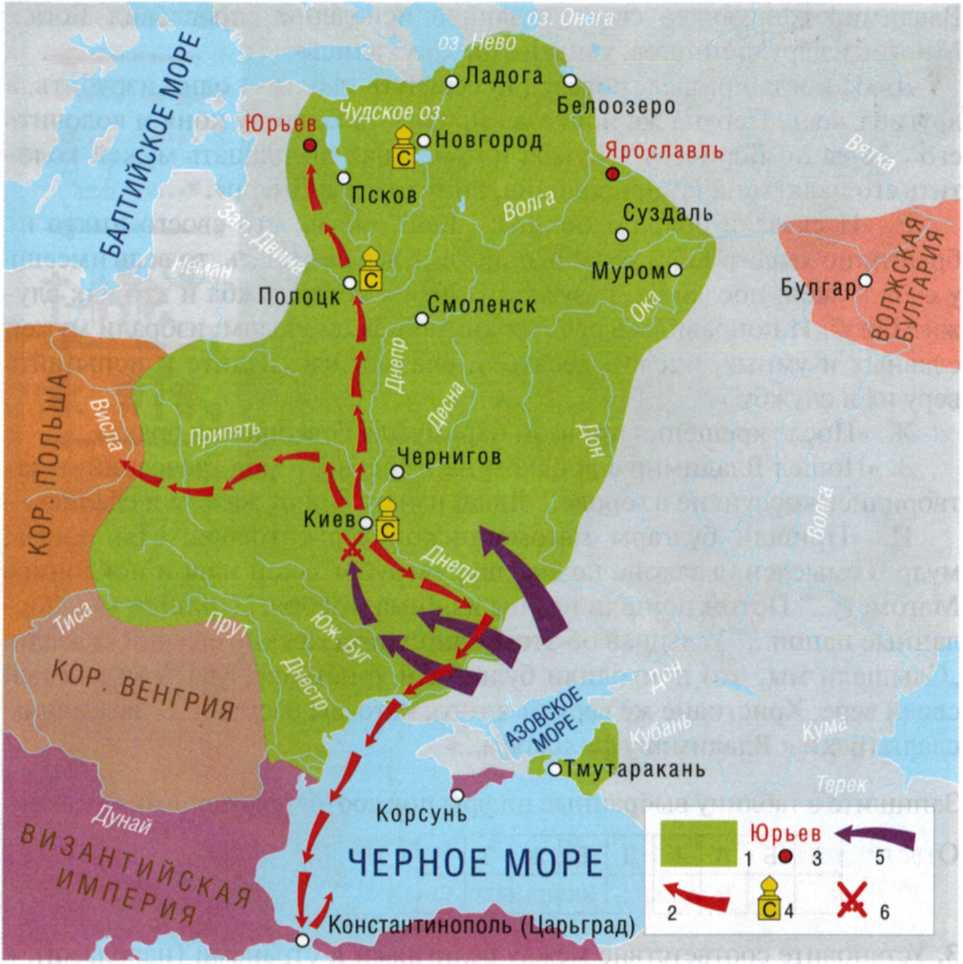 оз. Онега
оз. Нево
Ладога
Белоозеро
БАЛТИЙСКОЕ МОРЕ
Чудское оз.
Юрьев
С
Новгород
Вятка
Ярославль
Псков
Волга
Суздаль
Зап. Двина
Неман
С
Муром
ВОЛЖСКАЯ
БУЛГАРИЯ
Булгар
Полоцк
Смоленск
Ока
Днепр
Десна
КОР. ПОЛЬША
Висла
Припять
Дон
Чернигов
Волга
Киев
С
Днепр
Тиса
Прут
Юж. Буг
Днестр
КОР. ВЕНГРИЯ
Дон
АЗОВСКОЕ
МОРЕ
Кубань
Кума
Тмутаракань
Терек
Корсунь
Дунай
ВИЗАНТИЙСКАЯ
ИМПЕРИЯ
ЧЕРНОЕ МОРЕ
Константинополь (Царьград)
1
Юрьев
3
5
2
С
4
6